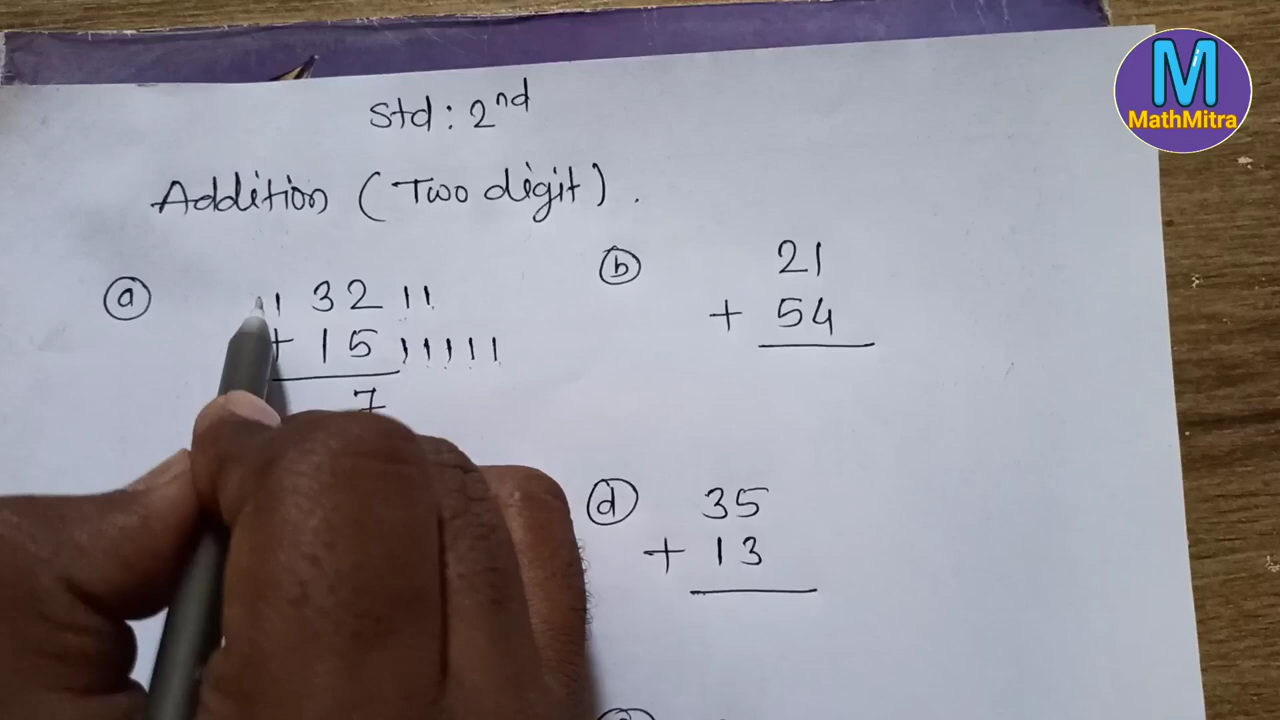 Std : 2nd
Addition (Two digit).
a
32
+ 15
7
b
21
+ 54
d
35
+ 13
M
MathMitra